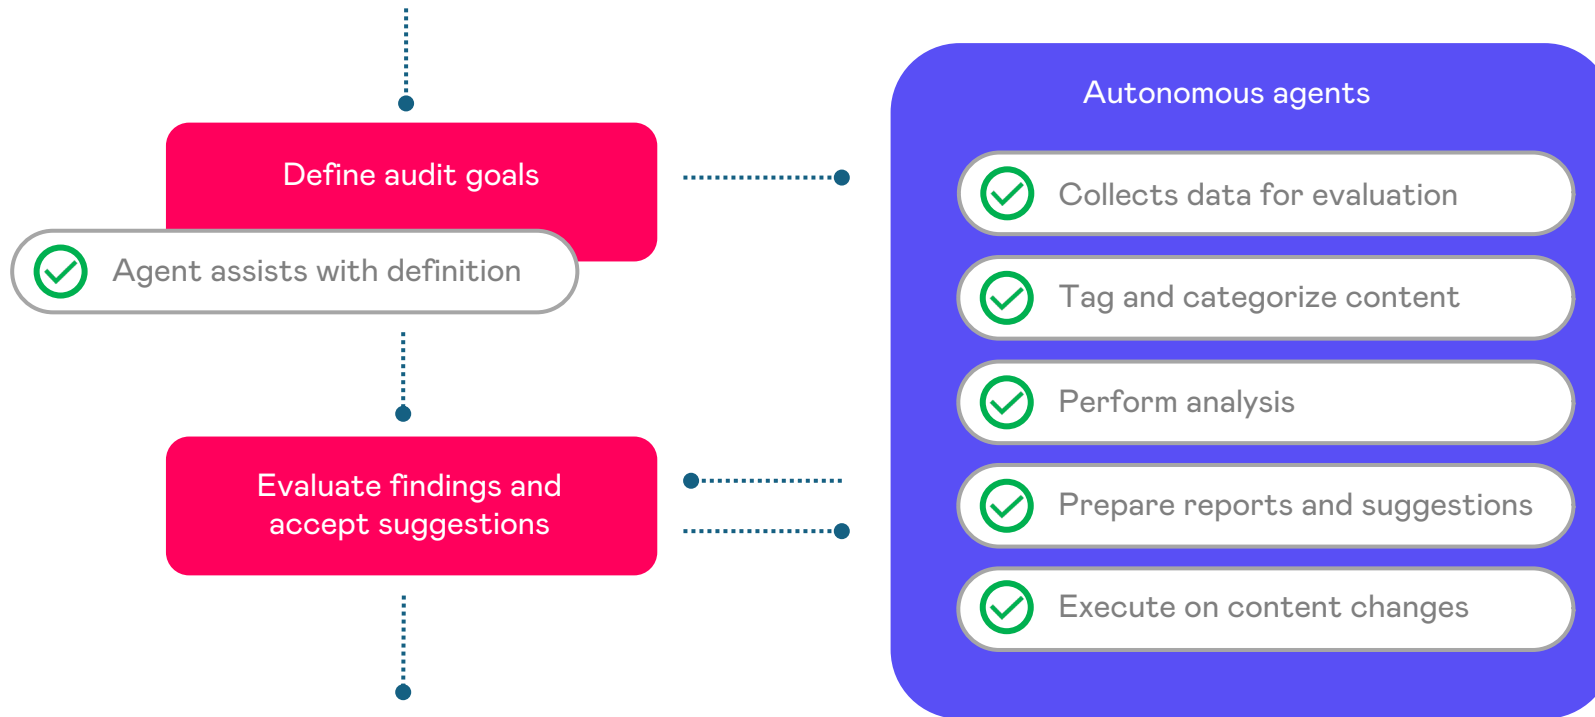 Define audit goals
Agent assists with definition
Evaluate findings and
accept suggestions
Autonomous agents
Collects data for evaluation
Tag and categorize content
Perform analysis
Prepare reports and suggestions
Execute on content changes